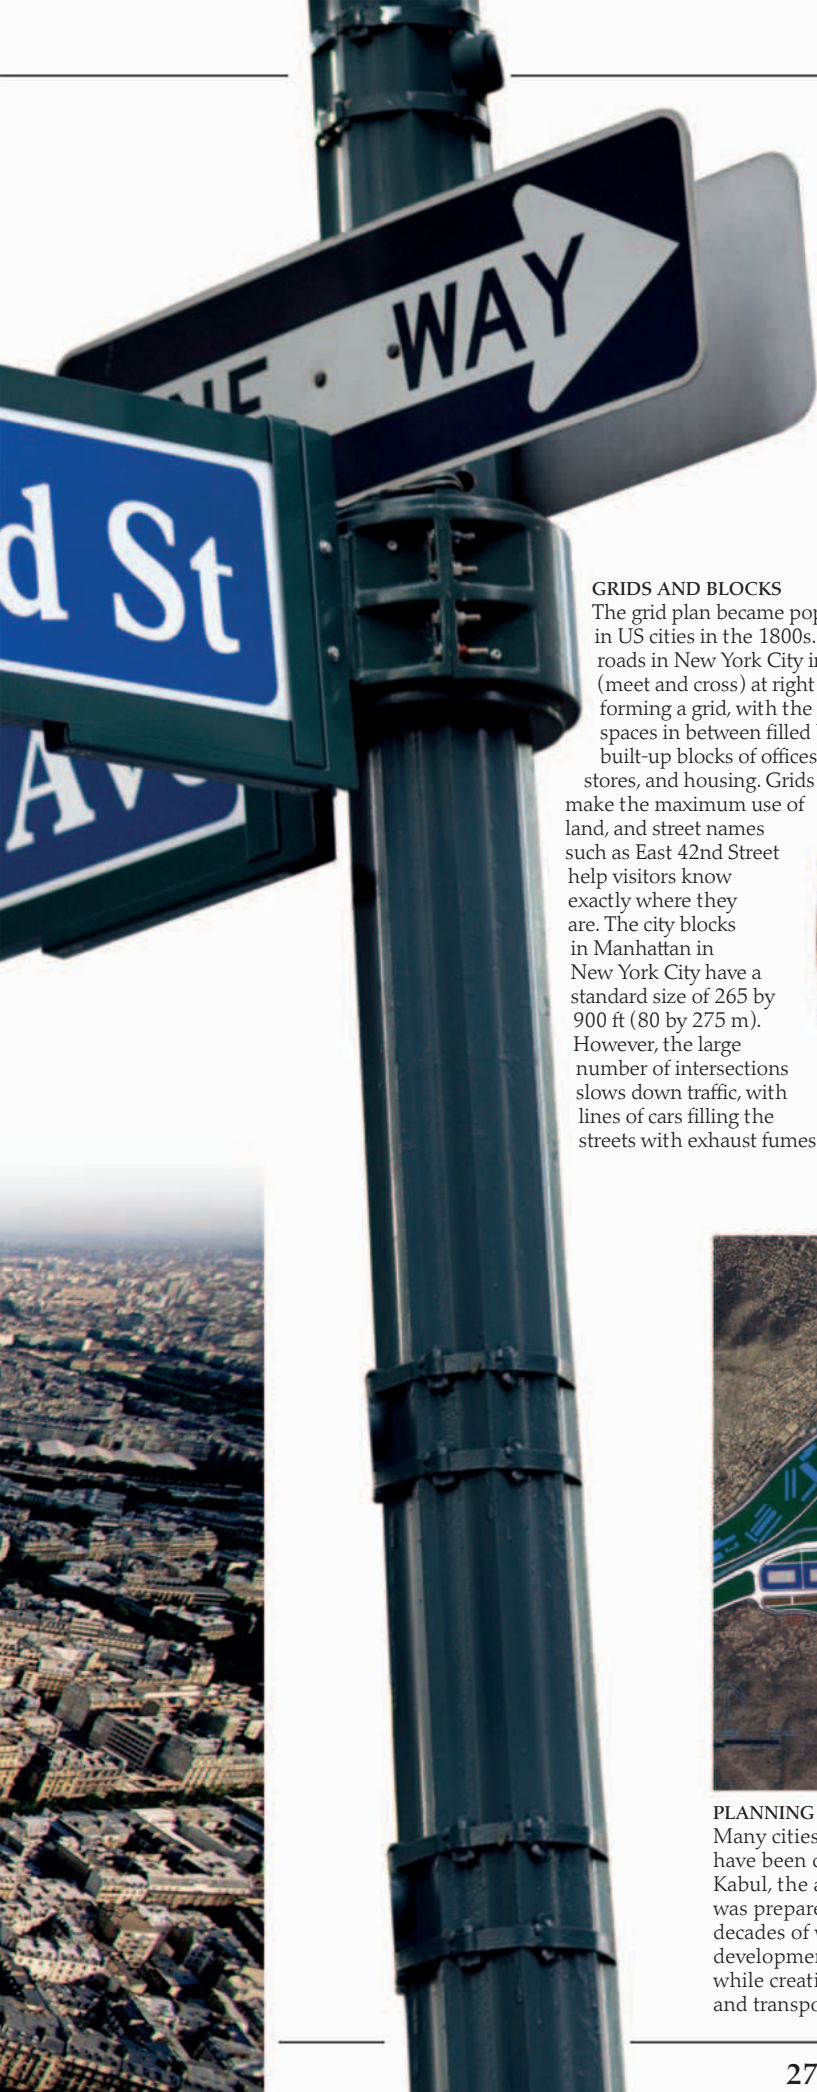 WAY
d St
GRIDS AND BLOCKS
The grid plan became
in US cities in the 1800s.
roads in New York City
(meet and cross) at right
forming a grid, with the
spaces in between filled
built-up blocks of offices
stores, and housing. Grids
make the maximum use of
land, and street names
such as East 42nd Street
help visitors know
exactly where they
are. The city blocks
in Manhattan in
New York City have a
standard size of 265 by
900 ft (80 by 275 m).
However, the large
number of intersections
slows down traffic, with
lines of cars filling the
streets with exhaust fumes
PLANNING
Many cities
have been
Kabul, the
was
decades of
while
and
27